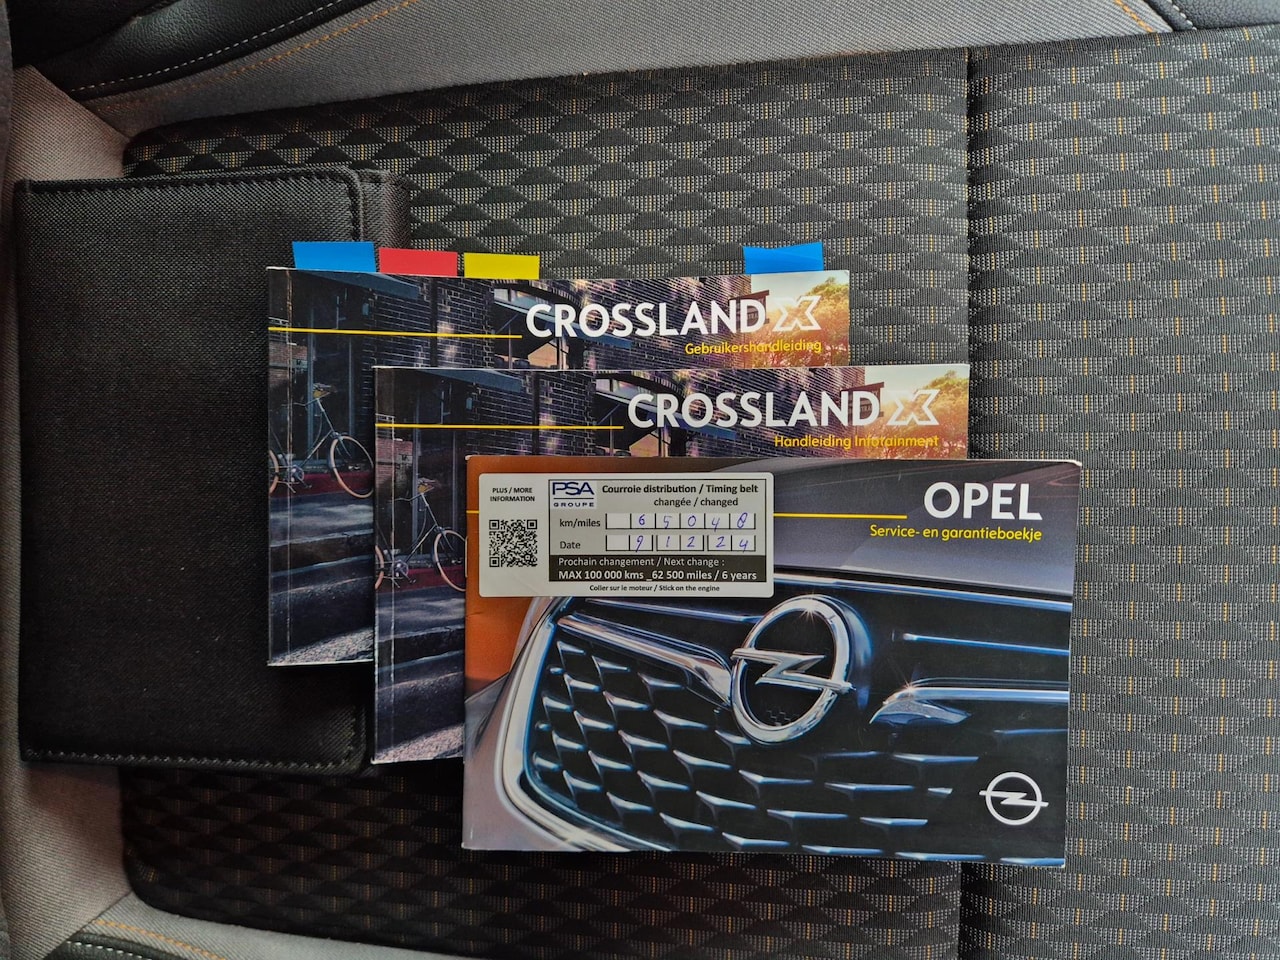 CROSSLAND X
Gebruikershandleiding
CROSSLAND X
Handleiding Infotainment
OPEL
Service- en garantieboekje
PLUS / MORE
INFORMATION
PSA
GROUPE
Courroie distribution / Timing belt
changée / changed
km/miles 65048
Date 91224
Prochain changement / Next change :
MAX 100 000 kms _62 500 miles / 6 years
Coller sur le moteur / Stick on the engine